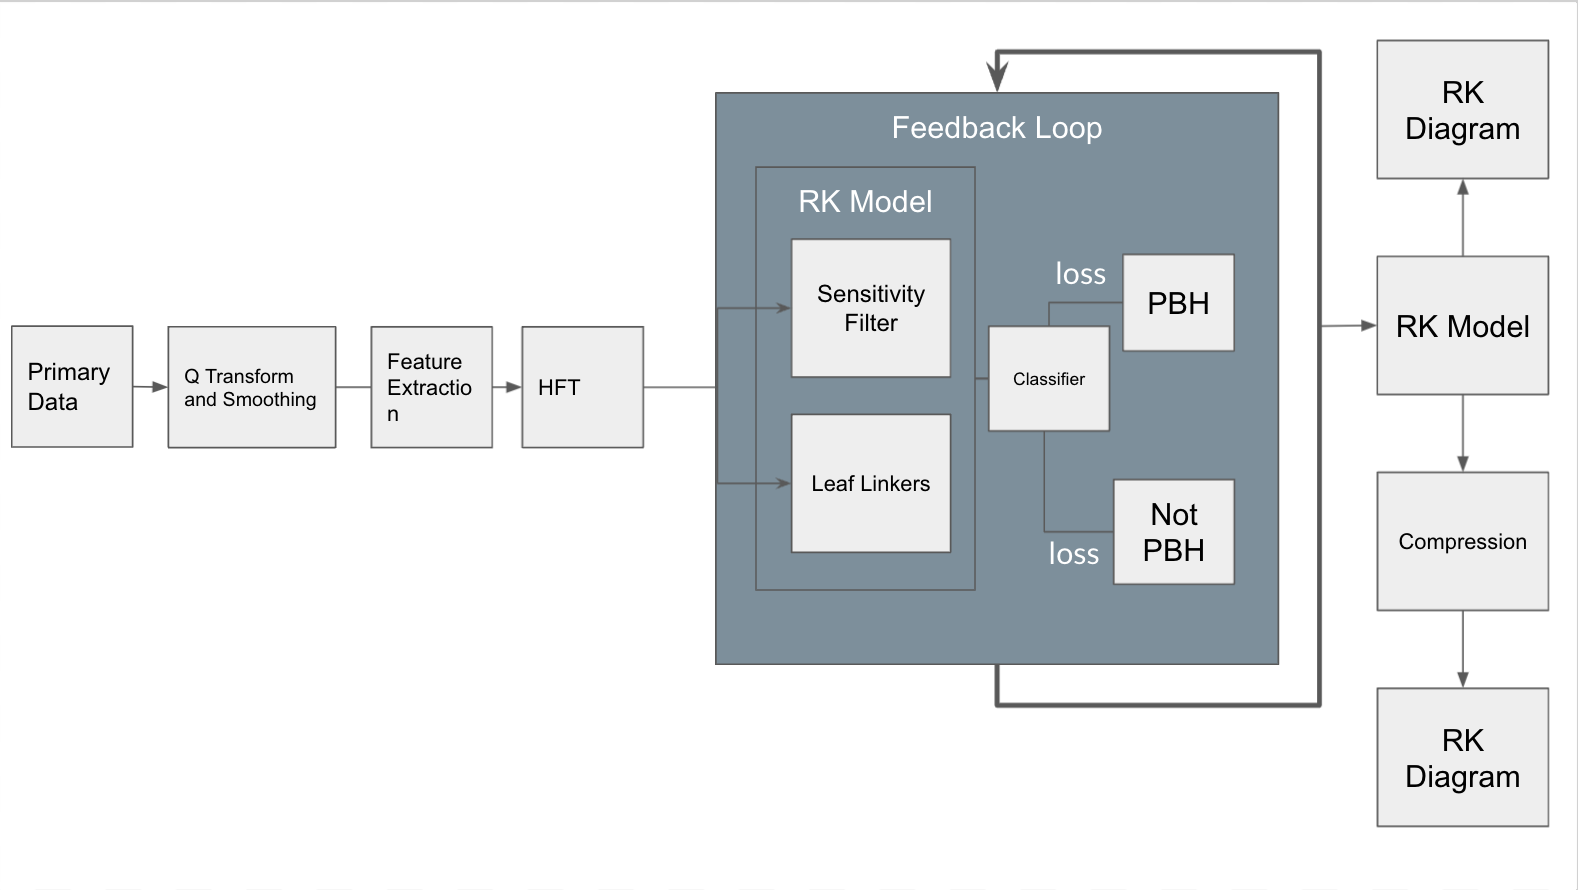 Primary
Data
Q Transform
and Smoothing
Feature
Extractio
n
HFT
Feedback Loop
RK Model
Sensitivity
Filter
Leaf Linkers
Classifier
loss
PBH
loss
Not
PBH
RK
Diagram
RK Model
Compression
RK
Diagram